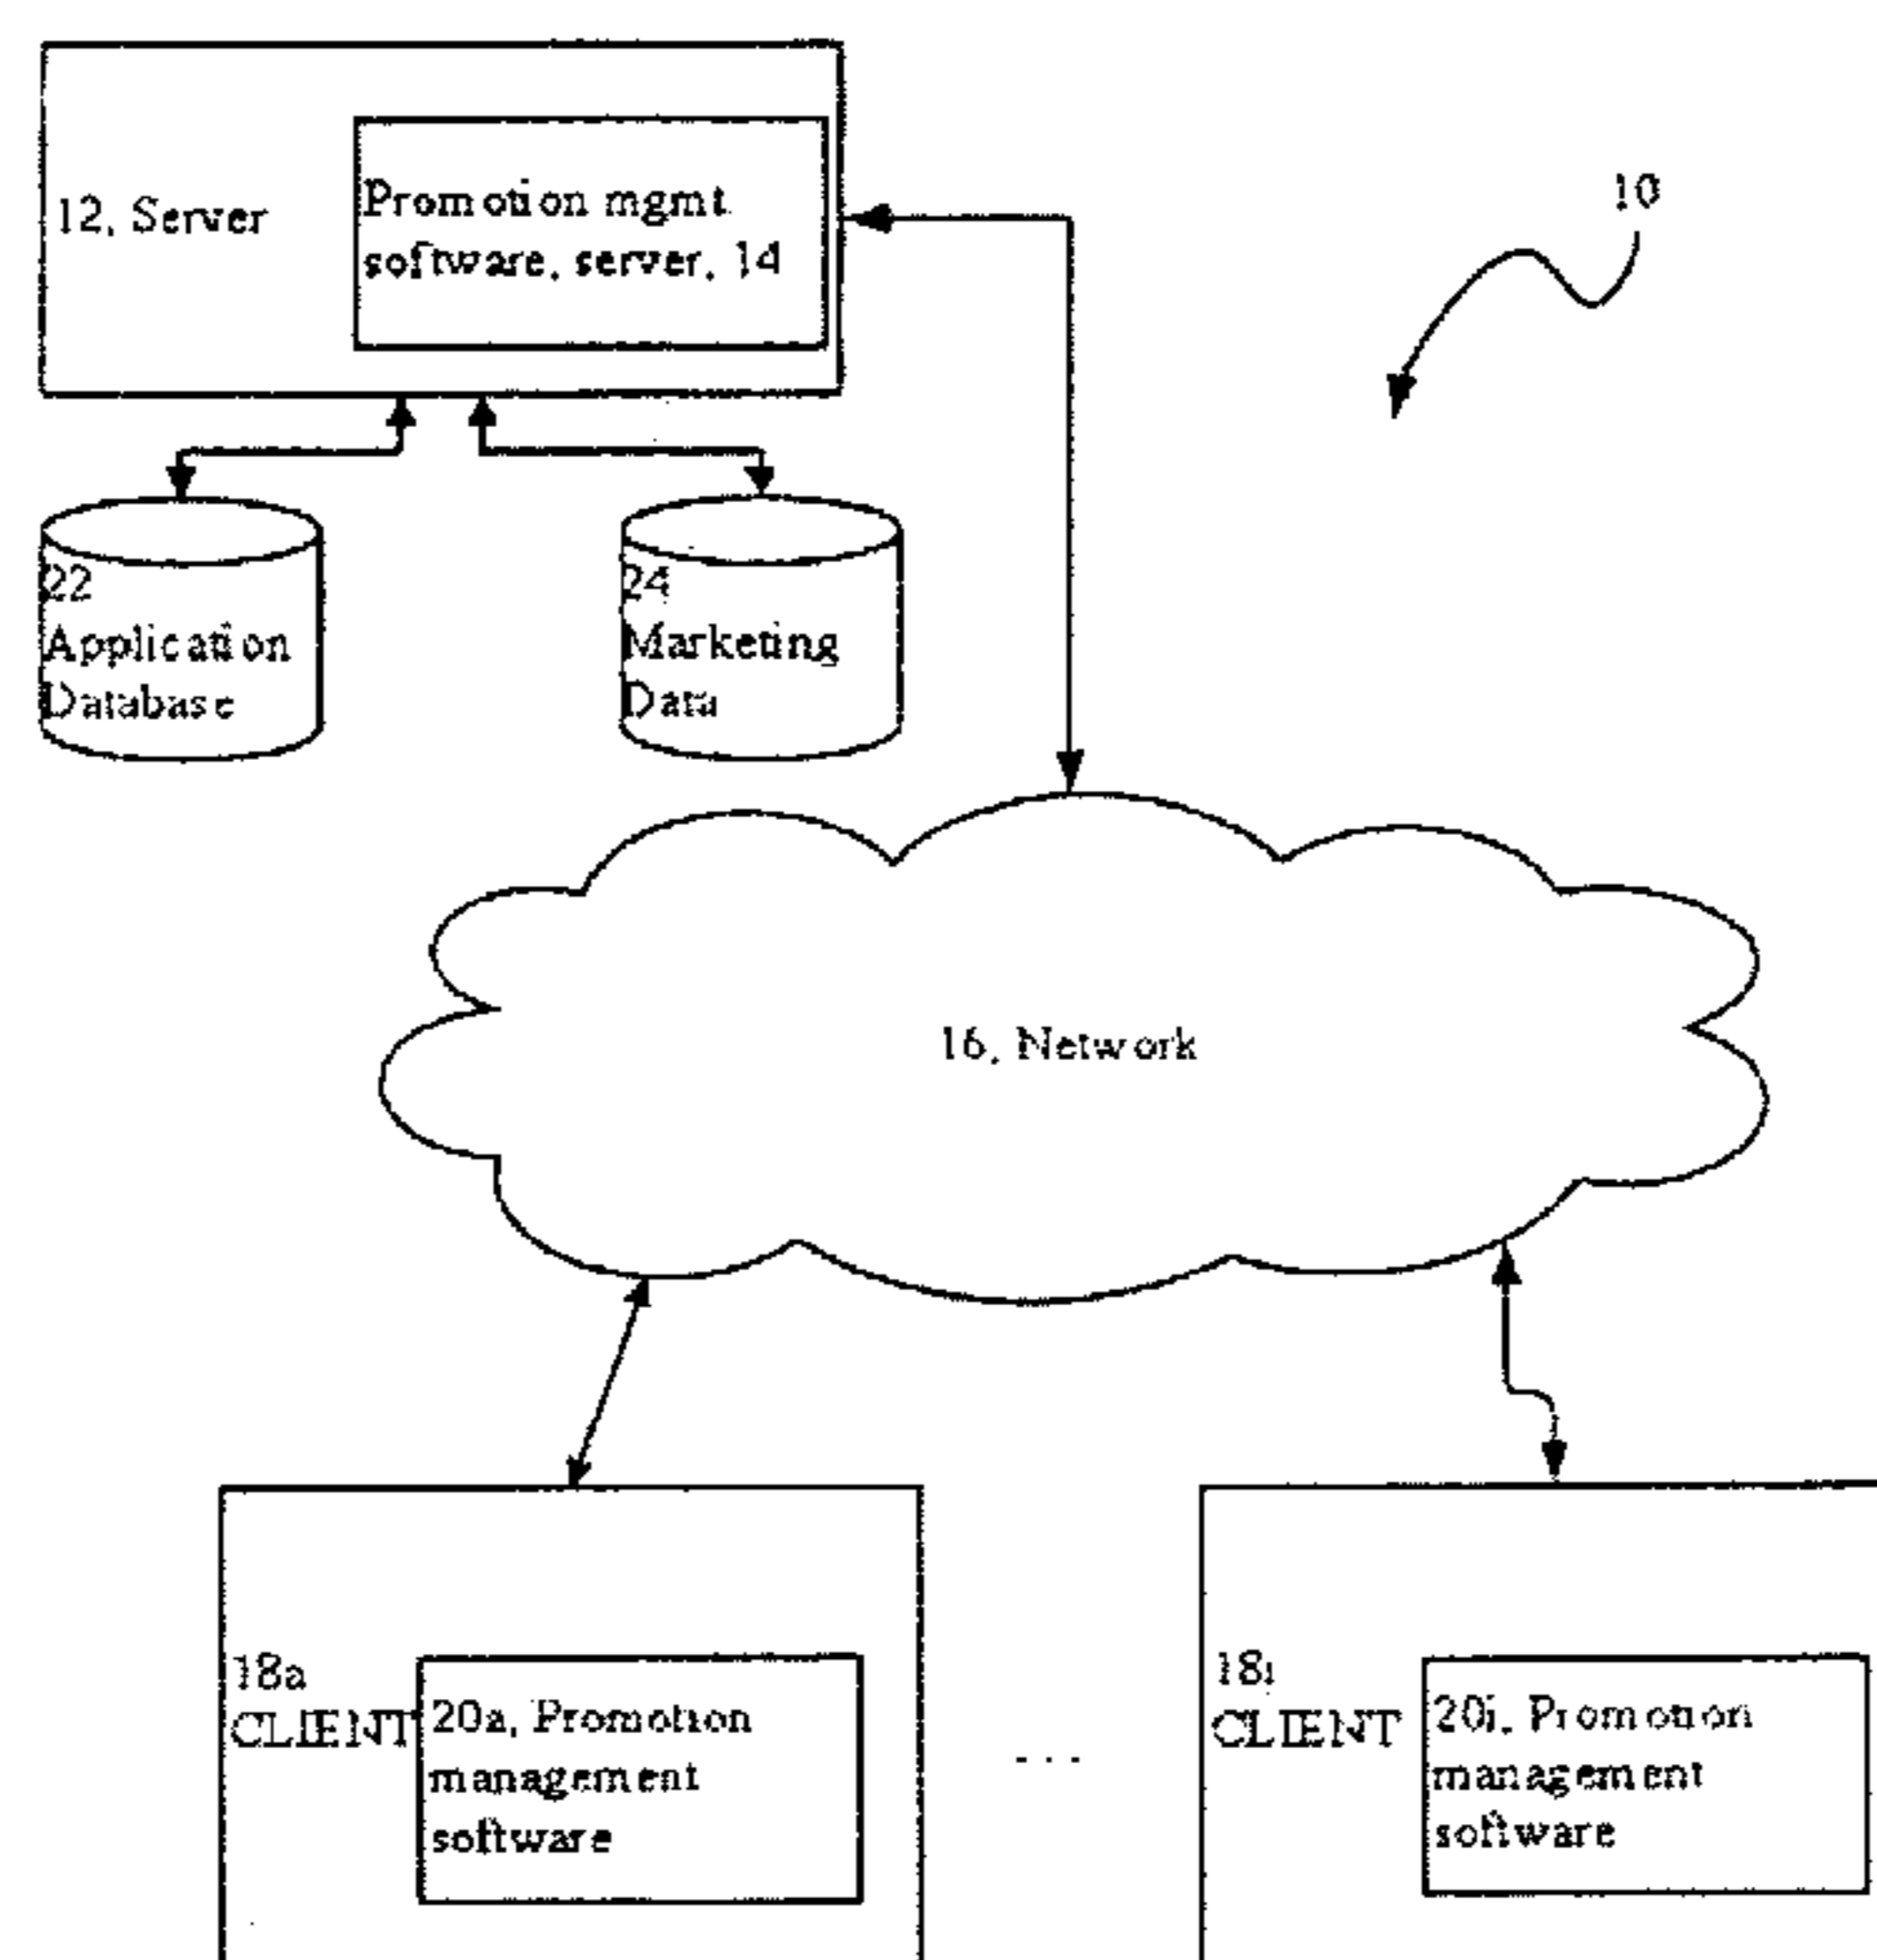 10
12, Server
Promotion mgmt
software, server, 14
22
Application
Database
24
Marketing
Data
16, Network
18a
CLIENT
20a, Promotion
management
software
...
18i
CLIENT
20i, Promotion
management
software